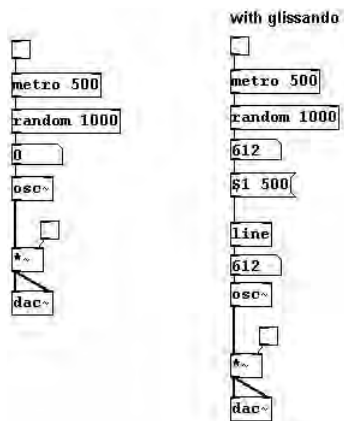 metro 500
random 1000
0
osc~
*~
dac~
with glissando
metro 500
random 1000
612
$1 500
line
612
osc~
*~
dac~